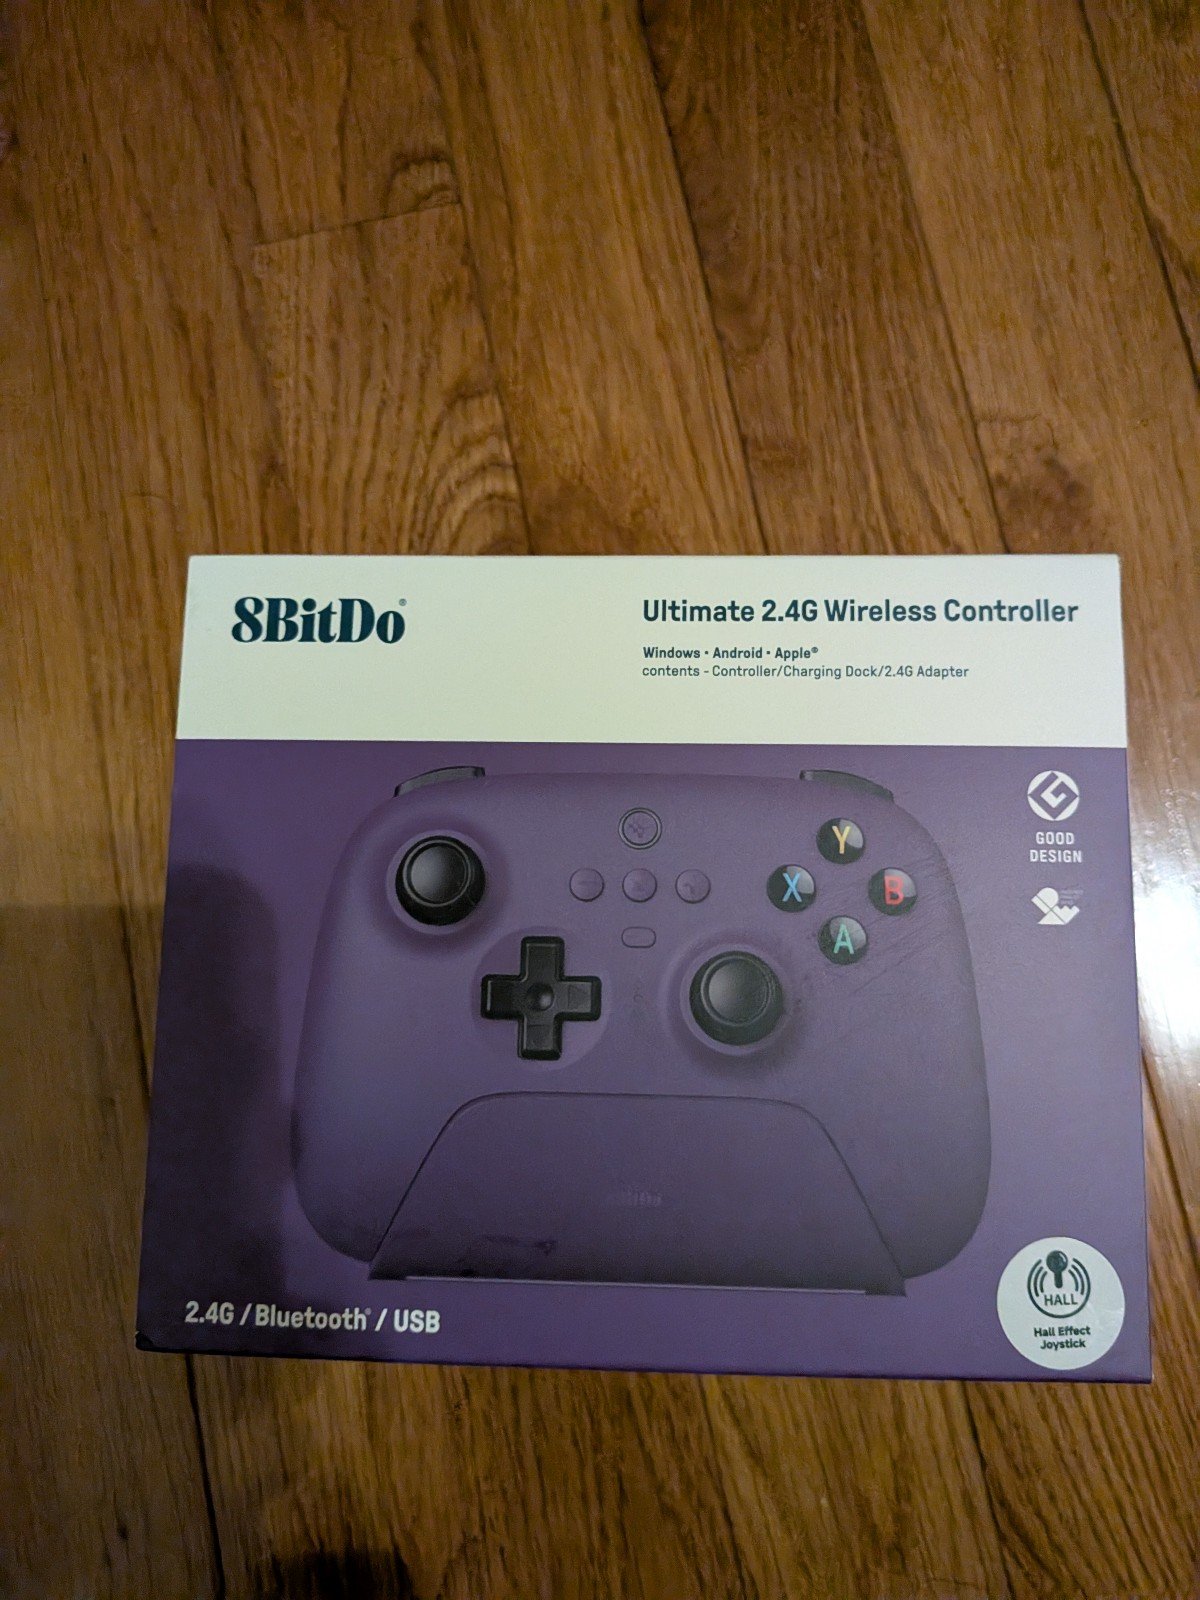 8BitDo®
Ultimate 2.4G Wireless Controller
Windows • Android • Apple®
contents - Controller/Charging Dock/2.4G Adapter
GOOD
DESIGN
Y
X
B
A
2.4G / Bluetooth® / USB
HALL
Hall Effect
Joystick